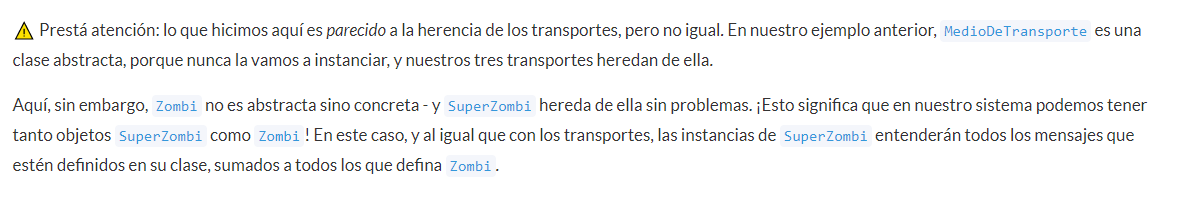 ⚠️ Prestá atención: lo que hicimos aquí es parecido a la herencia de los transportes, pero no igual. En nuestro ejemplo anterior, MedioDeTransporte es una
clase abstracta, porque nunca la vamos a instanciar, y nuestros tres transportes heredan de ella.
Aquí, sin embargo, Zombi no es abstracta sino concreta - y SuperZombi hereda de ella sin problemas. ¡Esto significa que en nuestro sistema podemos tener
tanto objetos SuperZombi como Zombi! En este caso, y al igual que con los transportes, las instancias de SuperZombi entenderán todos los mensajes que
estén definidos en su clase, sumados a todos los que defina Zombi.